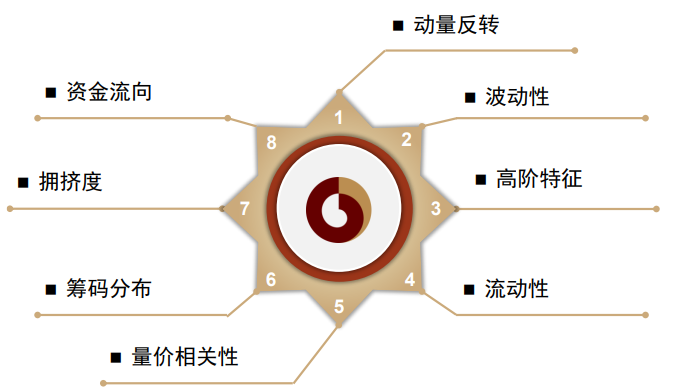 ■ 动量反转
1
■ 波动性
2
■ 高阶特征
3
■ 流动性
4
■ 量价相关性
5
■ 筹码分布
6
■ 拥挤度
7
■ 资金流向
8